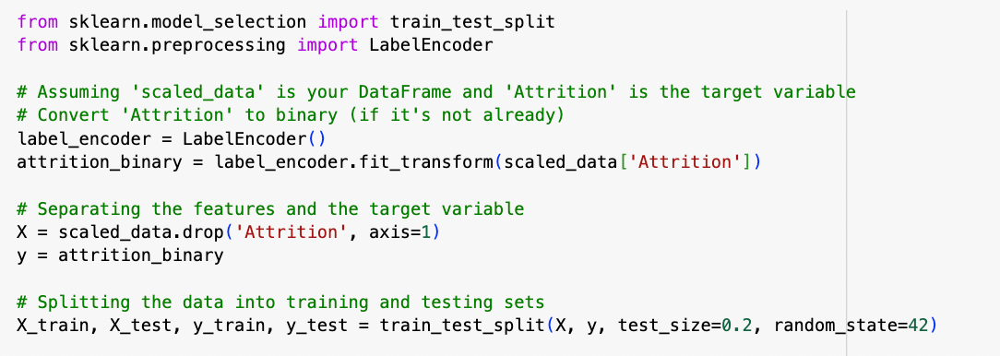 from sklearn.model_selection import train_test_split
from sklearn.preprocessing import LabelEncoder
# Assuming 'scaled_data' is your DataFrame and 'Attrition' is the target variable
# Convert 'Attrition' to binary (if it's not already)
label_encoder = LabelEncoder()
attrition_binary = label_encoder.fit_transform(scaled_data['Attrition'])
# Separating the features and the target variable
X = scaled_data.drop('Attrition', axis=1)
y = attrition_binary
# Splitting the data into training and testing sets
X_train, X_test, y_train, y_test = train_test_split(X, y, test_size=0.2, random_state=42)